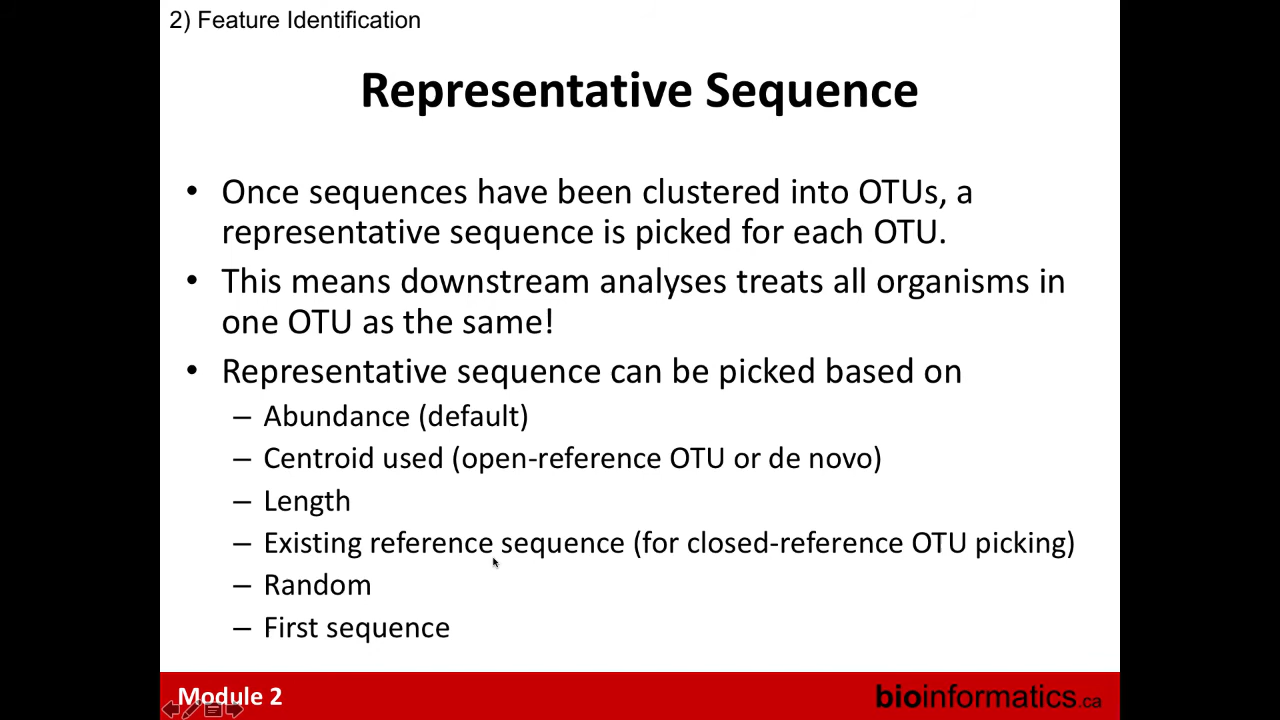 2) Feature Identification
Representative Sequence
• Once sequences have been clustered into OTUs, a
representative sequence is picked for each OTU.
• This means downstream analyses treats all organisms in
one OTU as the same!
• Representative sequence can be picked based on
– Abundance (default)
– Centroid used (open-reference OTU or de novo)
– Length
– Existing reference sequence (for closed-reference OTU picking)
– Random
– First sequence
Module 2
bioinformatics.ca